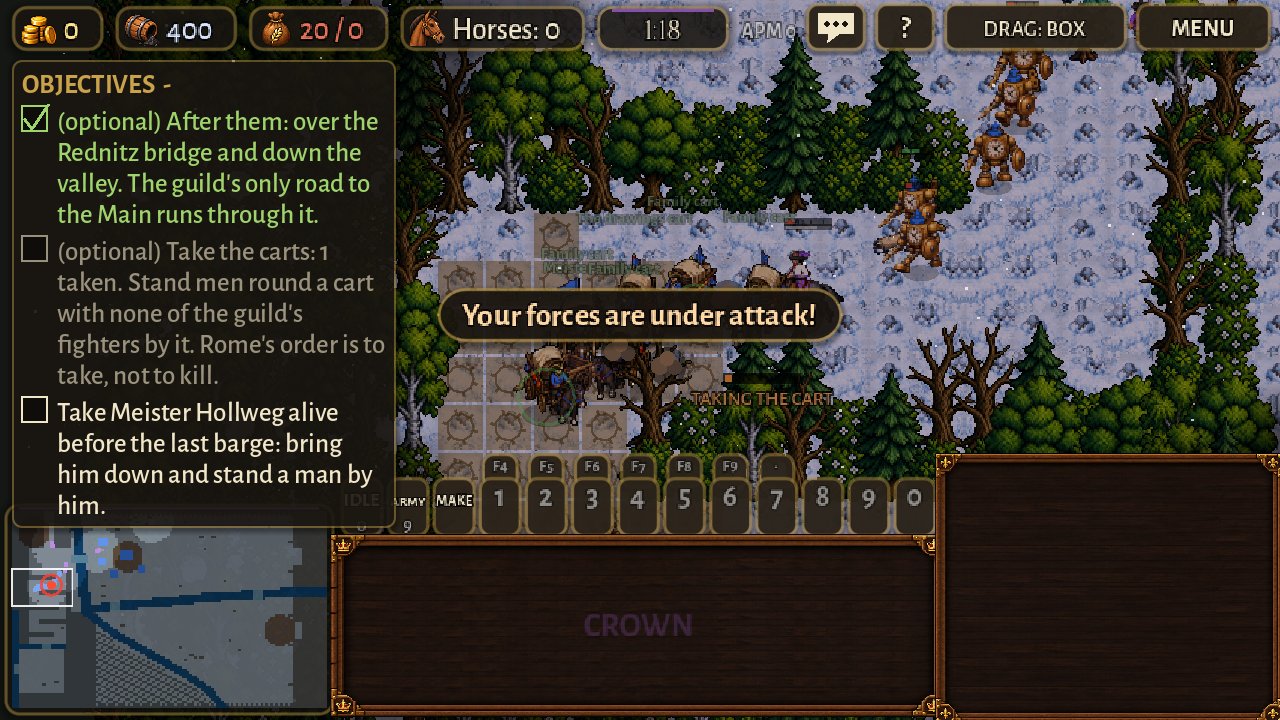 0
400
20 / 0
Horses: 0
1:18
APM 0
?
DRAG: BOX
MENU
OBJECTIVES -
(optional) After them: over the
Rednitz bridge and down the
valley. The guild's only road to
the Main runs through it.
(optional) Take the carts: 1
taken. Stand men round a cart
with none of the guild's
fighters by it. Rome's order is to
take, not to kill.
Take Meister Hollweg alive
before the last barge: bring
him down and stand a man by
him.
Family cart
Family cart
Your forces are under attack!
TAKING THE CART
F4 F5 F6 F7 F8 F9
IDLE ARMY MAKE 1 2 3 4 5 6 7 8 9 0
9
CROWN